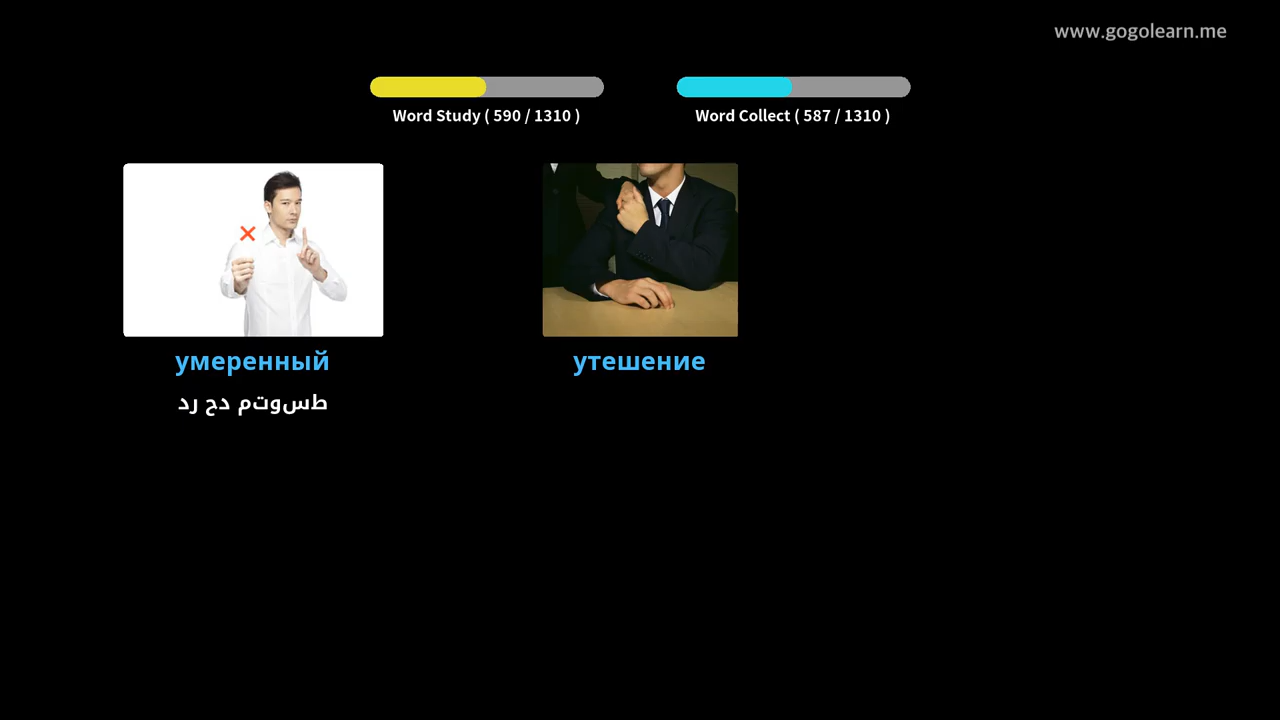 www.gogolearn.me
Word Study ( 590 / 1310 )
Word Collect ( 587 / 1310 )
умеренный
طسوتم دح رد
утешение